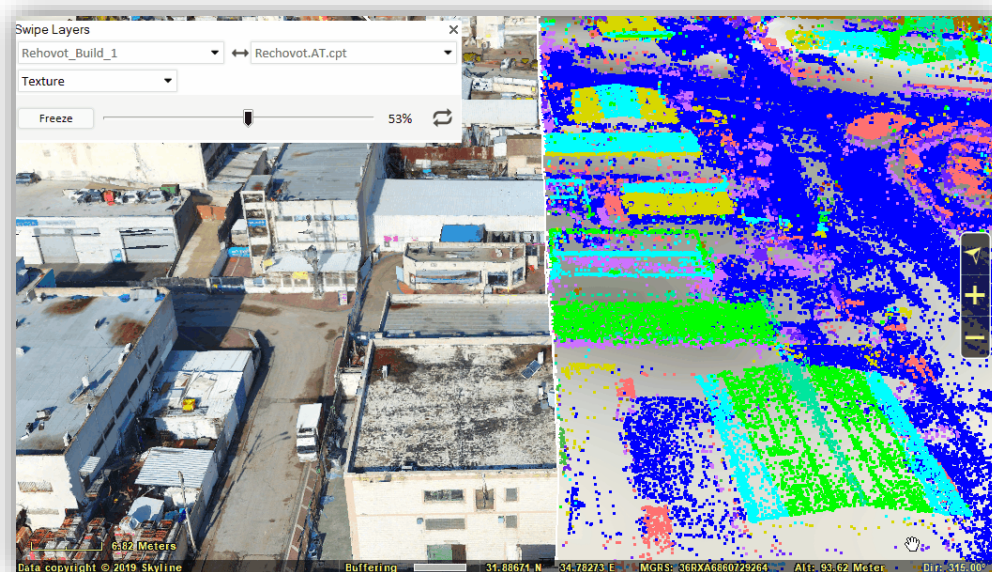 Swipe Layers
Rehovot_Build_1 Rechovot.AT.cpt
Texture
Freeze 53%
6.82 Meters
Data copyright © 2019 Skyline Buffering 31.88671 N 34.78273 E MGRS: 36RXA6860729264 Alt: 93.62 Meter Dir: 315.00°